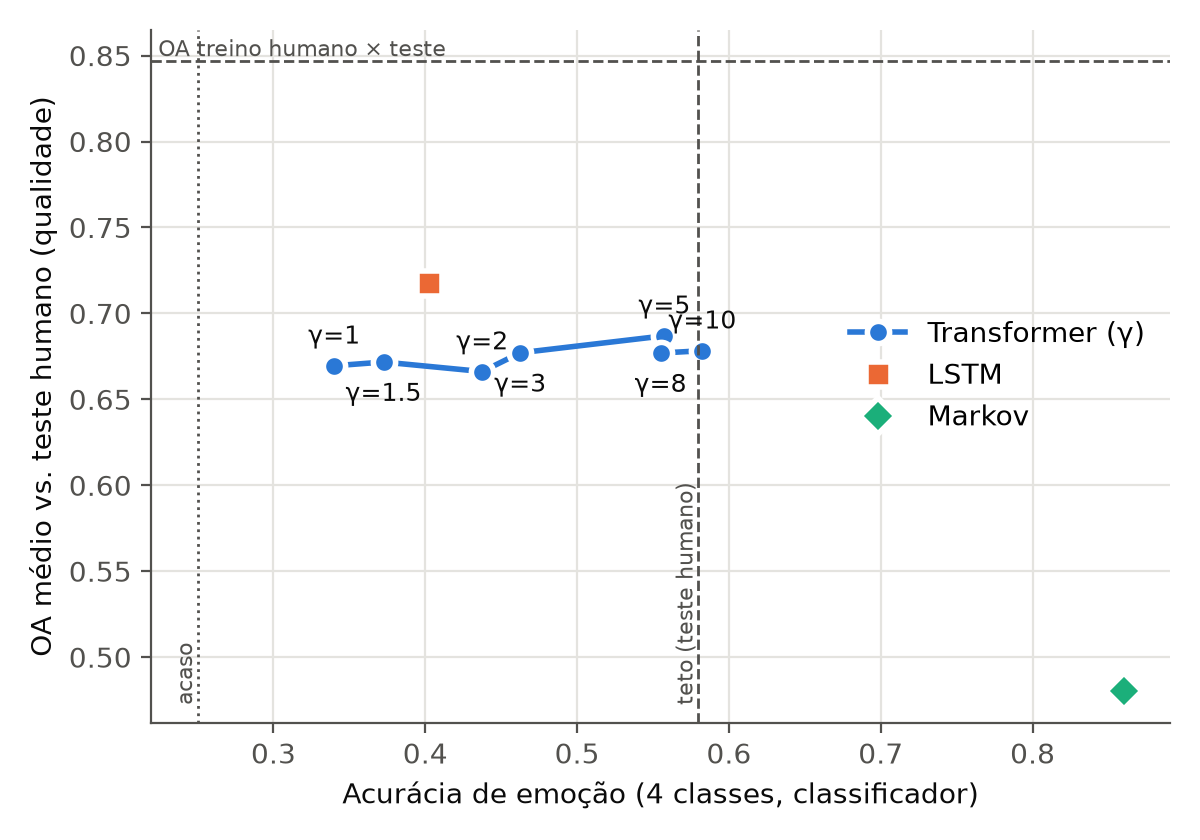 OA treino humano × teste
0.85
0.80
0.75
0.70
0.65
0.60
0.55
0.50
OA médio vs. teste humano (qualidade)
γ=1
γ=1.5
γ=2
γ=3
γ=5
γ=8
γ=10
Transformer (γ)
LSTM
Markov
acaso
teto (teste humano)
0.3
0.4
0.5
0.6
0.7
0.8
Acurácia de emoção (4 classes, classificador)